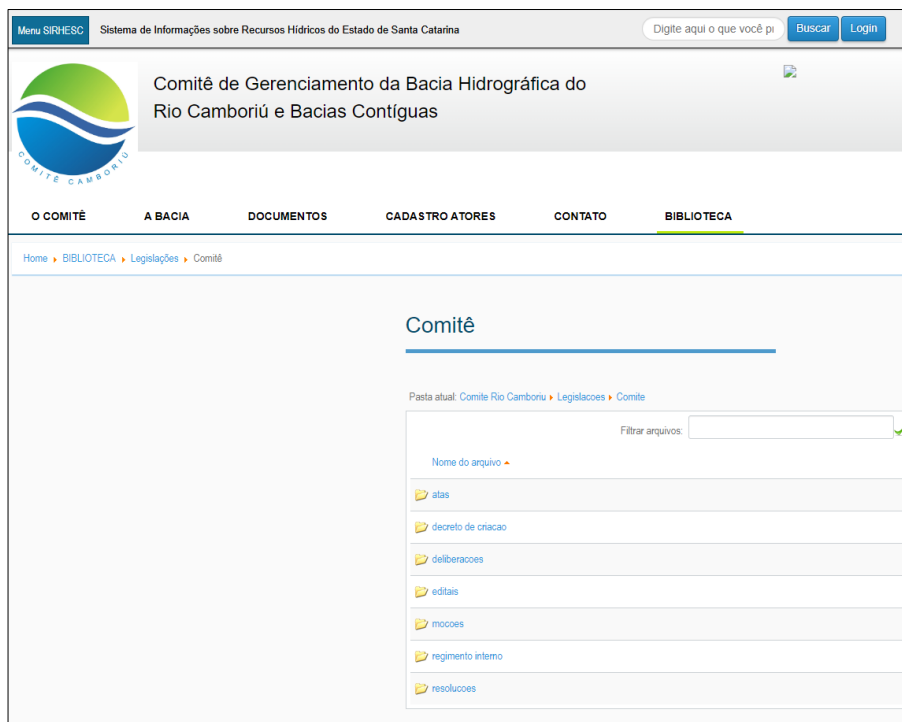 Menu SIRHESC
Sistema de Informações sobre Recursos Hídricos do Estado de Santa Catarina
Digite aqui o que você p
Buscar
Login
Comitê de Gerenciamento da Bacia Hidrográfica do
Rio Camboriú e Bacias Contíguas
COMITÊ CAMBORIÚ
O COMITÊ
A BACIA
DOCUMENTOS
CADASTRO ATORES
CONTATO
BIBLIOTECA
Home BIBLIOTECA Legislações Comitê
Comitê
Pasta atual: Comite Rio Camboriu Legislacoes Comite
Filtrar arquivos:
Nome do arquivo
atas
decreto de criacao
deliberacoes
editais
mocoes
regimento interno
resolucoes